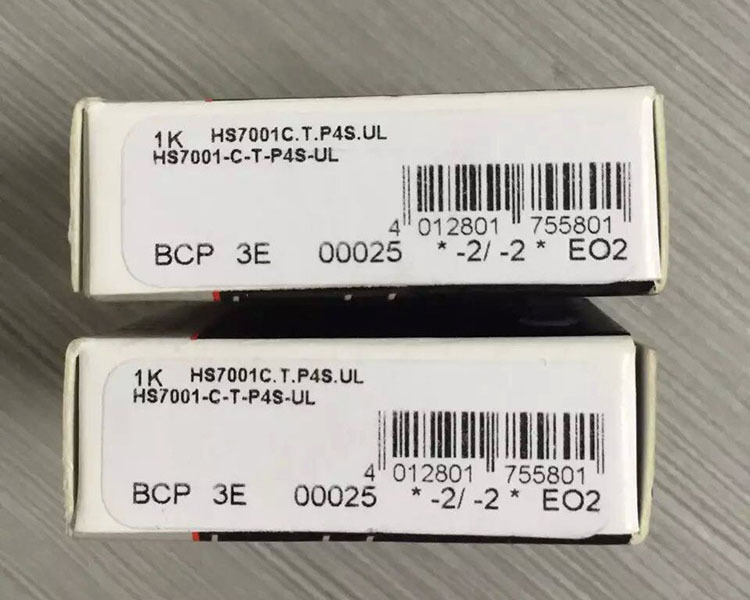 1K HS7001C.T.P4S.UL
HS7001-C-T-P4S-UL
4 012801 755801
BCP 3E 00025 * -2/ -2 * EO2
1K HS7001C.T.P4S.UL
HS7001-C-T-P4S-UL
4 012801 755801
BCP 3E 00025 * -2/ -2 * EO2